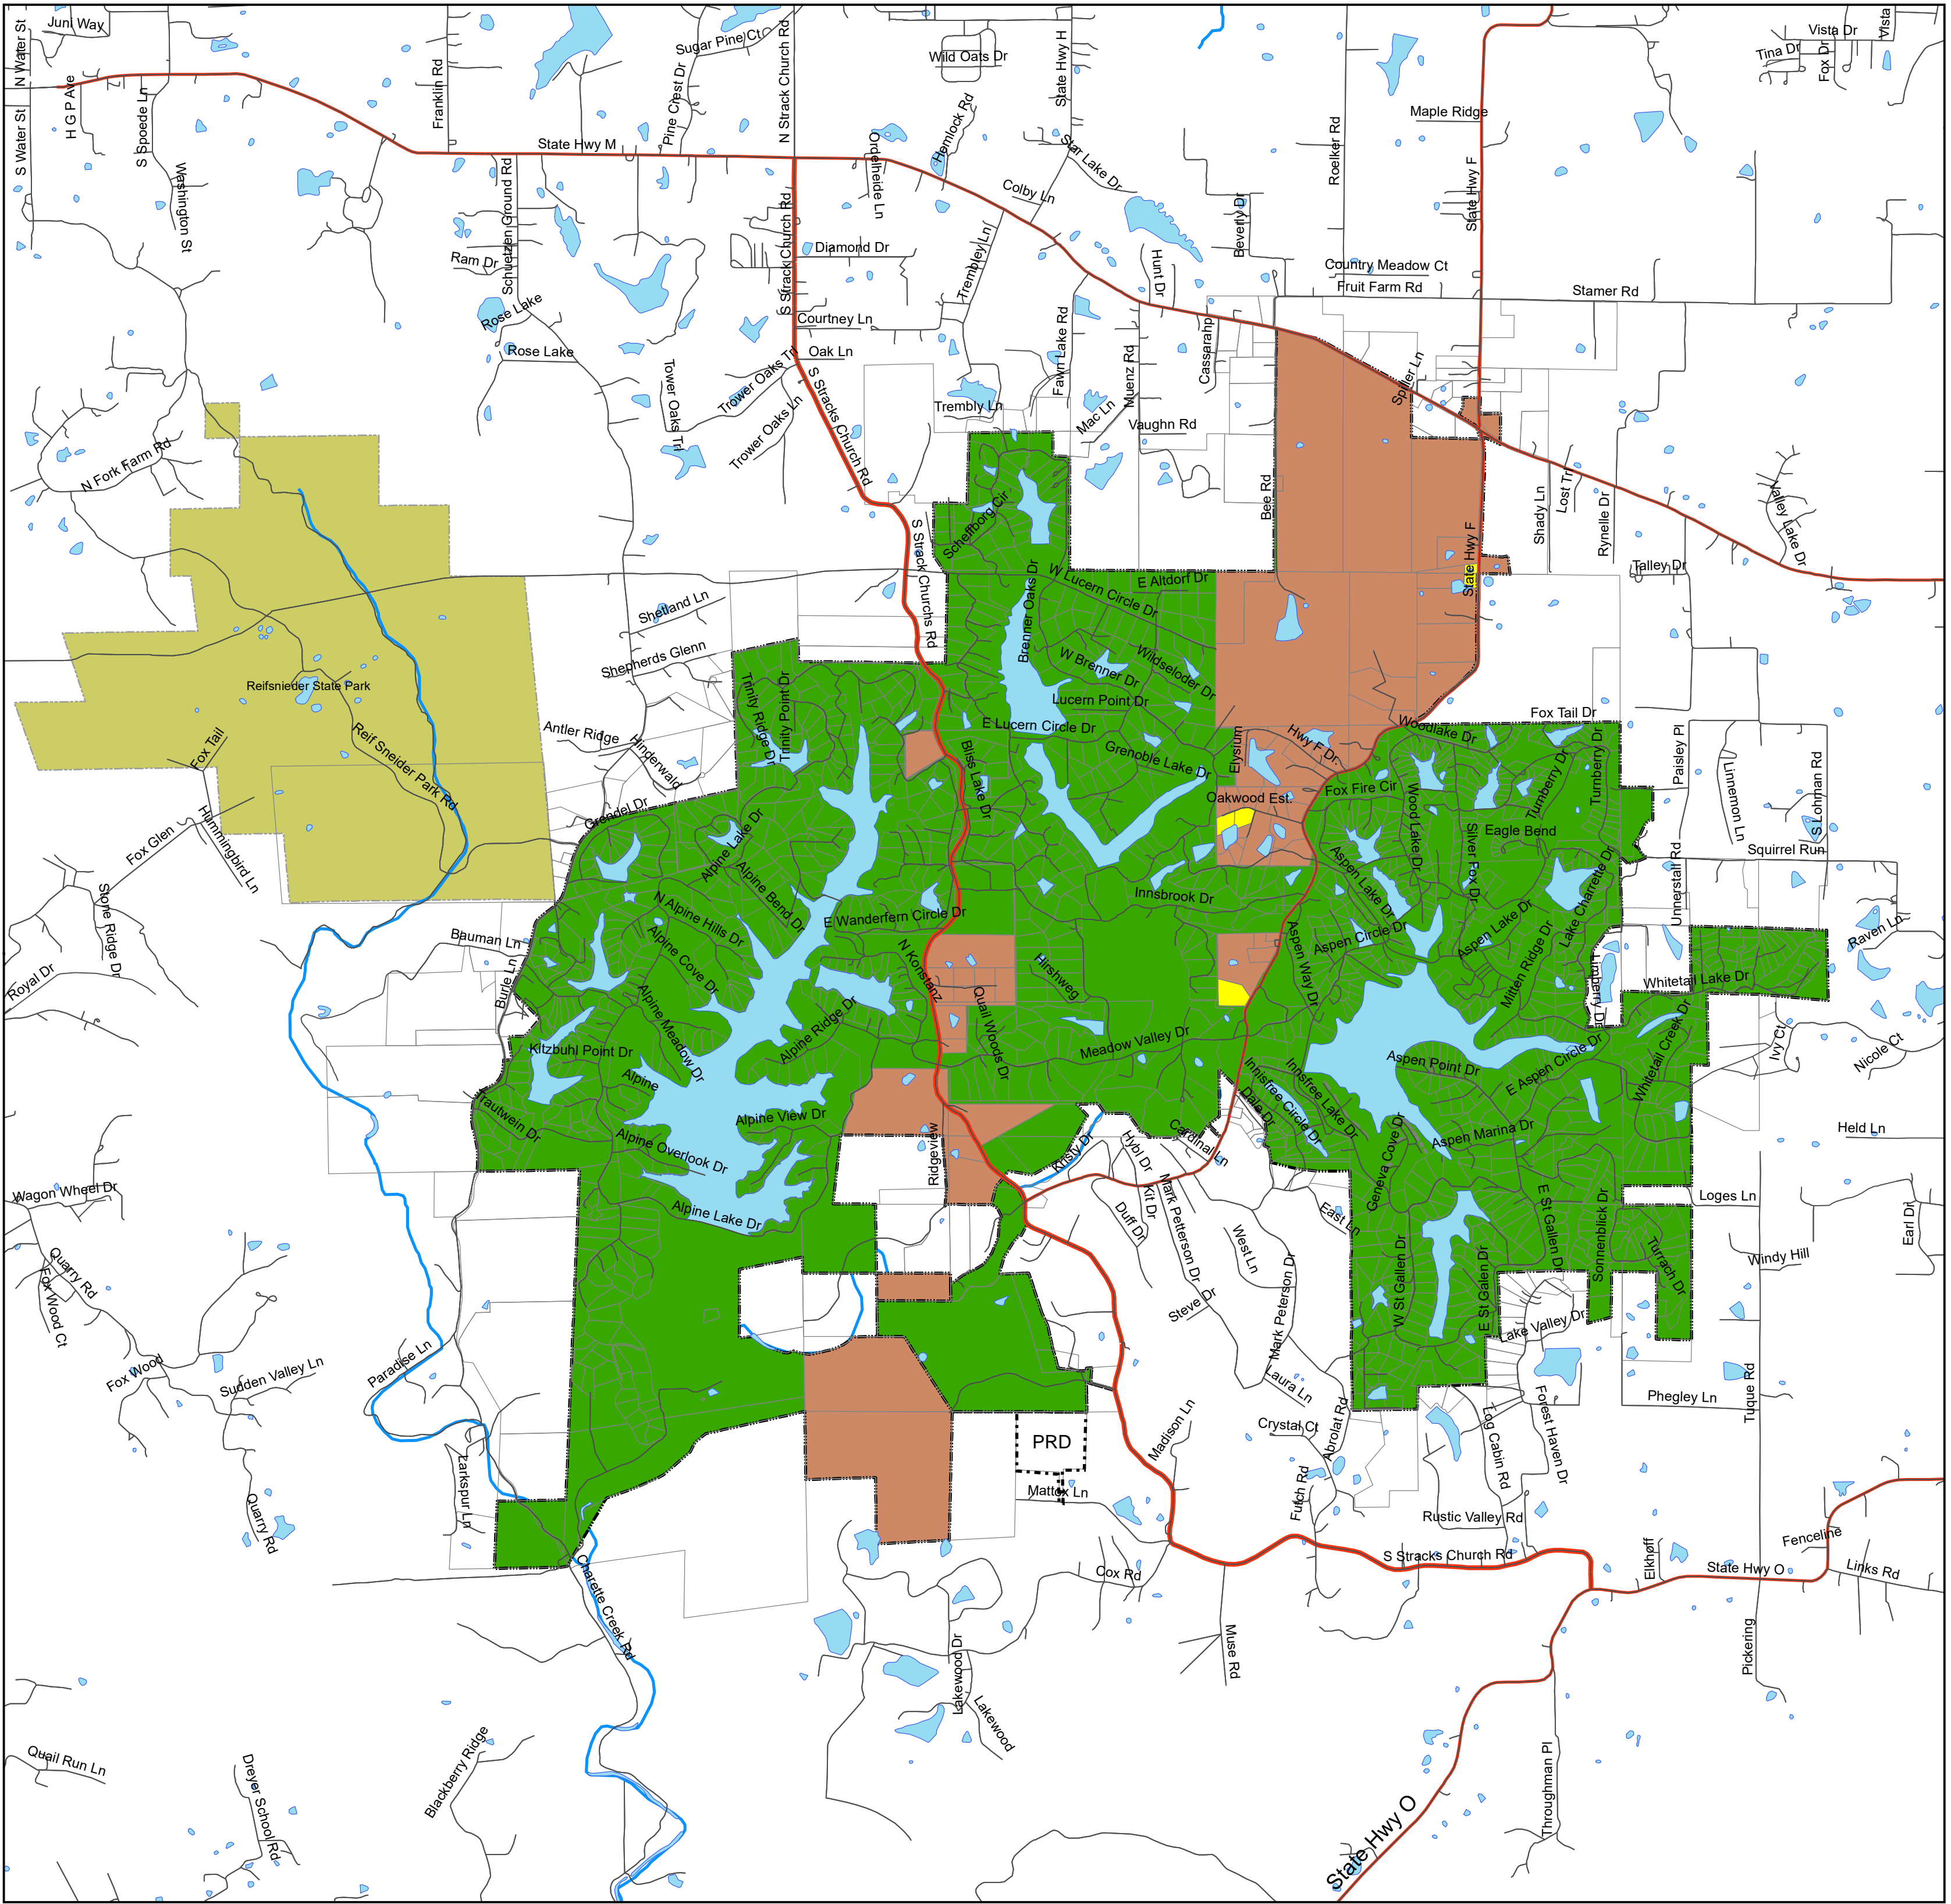 Juni Way
N Water St
S Water St
H G P Ave
S Spoede Ln
Washington St
Franklin Rd
State Hwy M
Schuetzen Ground Rd
Pine Crest Dr
Sugar Pine Ct
N Strack Church Rd
Wild Oats Dr
State Hwy H
Hemlock Rd
Ordelheide Ln
Star Lake Dr
Colby Ln
Roelker Rd
Maple Ridge
State Hwy F
Tina Dr
Vista Dr
Fox Dr
Vista
Ram Dr
S Strack Church Rd
Diamond Dr
Trembley Ln
Beverly Dr
Hunt Dr
Country Meadow Ct
Fruit Farm Rd
Stamer Rd
Rose Lake
Rose Lake
Courtney Ln
Oak Ln
Tower Oaks Trl
Trower Oaks Trl
Trower Oaks Ln
S Stracks Church Rd
Fawn Lake Rd
Muenz Rd
Cassarahp
Spiller Ln
Trembly Ln
Mac Ln
Vaughn Rd
N Fork Farm Rd
Bee Rd
Scheffborg Cir
State Hwy F
Shady Ln
Lost Trl
Rynelle Dr
Valley Lake Dr
Talley Dr
S Strack Churchs Rd
Brenner Oaks Dr
W Lucern Circle Dr
E Altdorf Dr
Shetland Ln
Shepherds Glenn
W Brenner Dr
Wildseloder Dr
Lucern Point Dr
E Lucern Circle Dr
Reifsnieder State Park
Reif Sneider Park Rd
Fox Tail
Antler Ridge
Hinderwald
Trinity Ridge Dr
Trinity Point Dr
Bliss Lake Dr
Grenoble Lake Dr
Elysium
Hwy F Dr.
Woodlake Dr
Fox Tail Dr
Oakwood Est.
Fox Fire Cir
Wood Lake Dr
Turnberry Dr
Turnberry Dr
Paisley Pl
Linnemon Ln
S Lohman Rd
Grendel Dr
Hummingbird Ln
Fox Glen
Stone Ridge Dr
Royal Dr
Alpine Lake Dr
Alpine Bend Dr
N Alpine Hills Dr
Alpine Cove Dr
E Wanderfern Circle Dr
Innsbrook Dr
Aspen Lake Dr
Silver Fox Dr
Eagle Bend
Squirrel Run
Unnerstall Rd
Lake Charrette Dr
Aspen Circle Dr
Aspen Lake Dr
Mitten Ridge Dr
Limberry Dr
Whitetail Lake Dr
Raven Ln
Bauman Ln
Burle Ln
N Konstanz
Hirshweg
Quail Woods Dr
Meadow Valley Dr
Aspen Way Dr
Alpine Meadow Dr
Alpine Ridge Dr
Kitzbuhl Point Dr
Alpine
Trautwein Dr
Alpine View Dr
Alpine Overlook Dr
Alpine Lake Dr
Ridgeview
Innisfree Circle Dr
Innsfree Lake Dr
Dale Dr
Aspen Point Dr
E Aspen Circle Dr
Whitetail Creek Dr
Ivy Ct
Nicole Ct
Held Ln
Aspen Marina Dr
Geneva Cove Dr
Cardinal Ln
Kristy Dr
Hybl Dr
Kit Dr
Mark Petterson Dr
Duff Dr
West Ln
East Ln
Steve Dr
Mark Peterson Dr
Laura Ln
W St Gallen Dr
E St Galen Dr
E St Gallen Dr
Sonnenblick Dr
Turrach Dr
Loges Ln
Earl Dr
Windy Hill
Lake Valley Dr
Wagon Wheel Dr
Quarry Rd
Fox Wood Ct
Fox Wood
Sudden Valley Ln
Paradise Ln
Larkspur Ln
Quarry Rd
PRD
Mattox Ln
Madison Ln
Crystal Ct
Abrolat Rd
Futch Rd
Log Cabin Rd
Forest Haven Dr
Phegley Ln
Tuque Rd
Rustic Valley Rd
S Stracks Church Rd
Cox Rd
Elkhoff
State Hwy O
Fenceline
Links Rd
Charette Creek Rd
Muse Rd
Pickering
Lakewood Dr
Lakewood
Quail Run Ln
Dreyer School Rd
Blackberry Ridge
Throughman Pl
State Hwy O